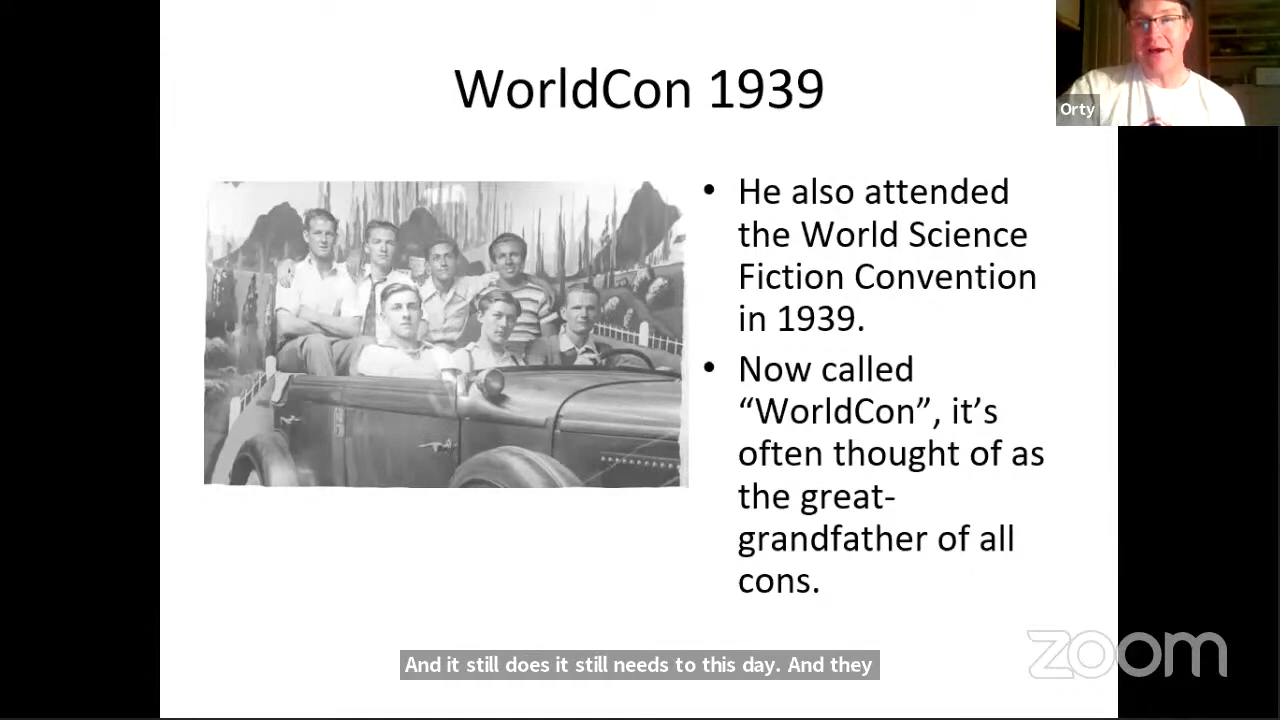 WorldCon 1939
Orty
• He also attended
the World Science
Fiction Convention
in 1939.
• Now called
“WorldCon”, it’s
often thought of as
the great-
grandfather of all
cons.
And it still does it still needs to this day. And they
zoom